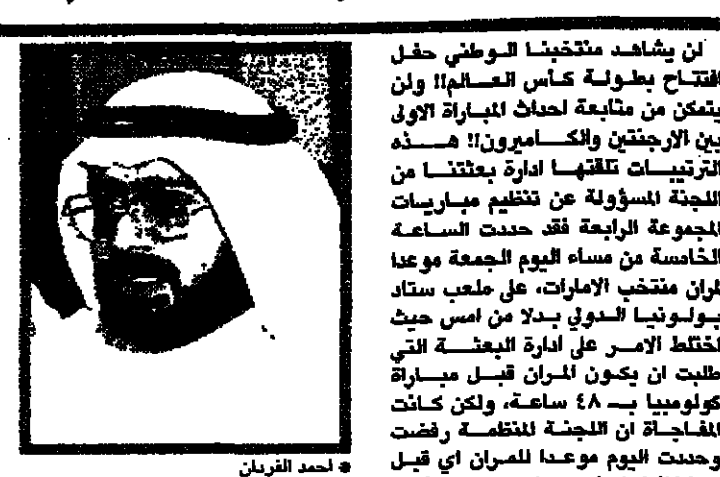 لن يشاهد منتخبنا الوطني حفل
افتتاح بطولة كأس العالم!! ولن
يتمكن من متابعة احداث المباراة الاولى
بين الارجنتين والكاميرون!! هذه
الترتيبات تلقتها ادارة بعثتنا من
اللجنة المسؤولة عن تنظيم مباريات
المجموعة الرابعة فقد حددت الساعة
الخامسة من مساء اليوم الجمعة موعدا
لمران منتخب الامارات، على ملعب ستاد
بولونيا الدولي بدلا من امس حيث
اختلط الامر على ادارة البعثة التي
طلبت ان يكون المران قبل مباراة
كولومبيا بـ ٤٨ ساعة، ولكن كانت
المفاجاة ان اللجنة المنظمة رفضت
وحددت اليوم موعدا للمران اي قبل
* احمد الفردان